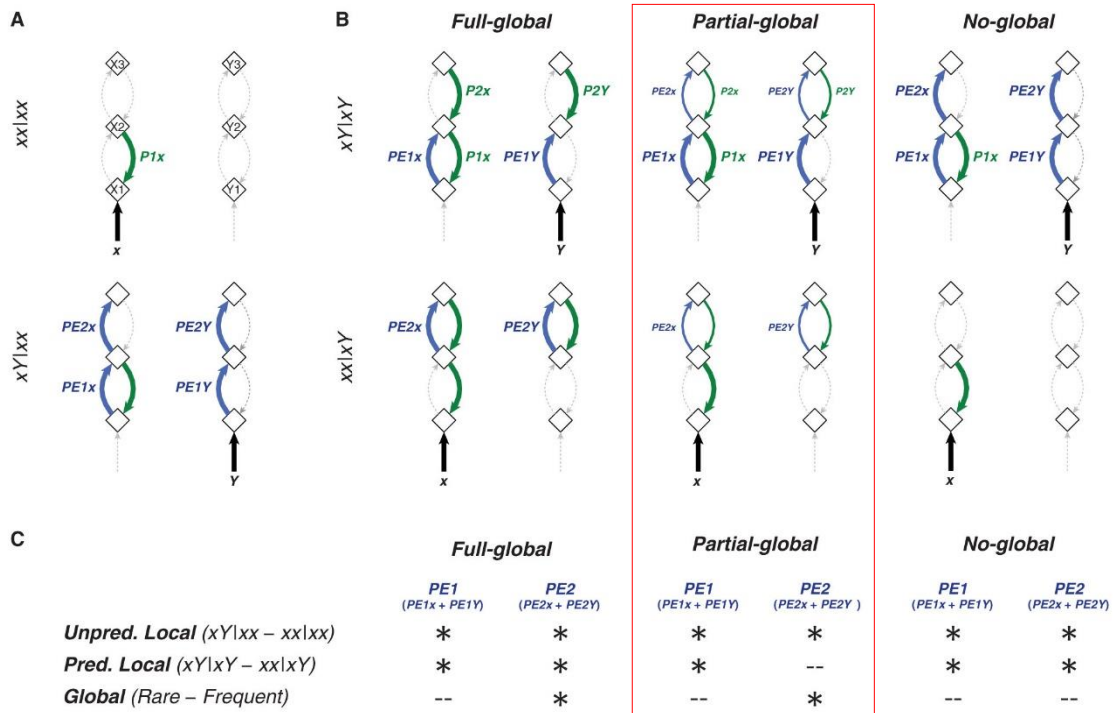 A
B
Full-global
Partial-global
No-global
xx|xx
X3
X2
X1
P1x
x
Y3
Y2
Y1
xY|xY
P2x
PE1x
P1x
P2Y
PE1Y
Y
PE2x
P2x
PE1x
P1x
PE2Y
P2Y
PE1Y
Y
PE2x
PE1x
P1x
PE2Y
PE1Y
Y
xY|xx
PE2x
PE1x
PE2Y
PE1Y
Y
xx|xY
PE2x
x
PE2Y
PE2x
x
PE2Y
x
C
Full-global
Partial-global
No-global
PE1 PE2 PE1 PE2 PE1 PE2
(PE1x + PE1Y) (PE2x + PE2Y) (PE1x + PE1Y) (PE2x + PE2Y ) (PE1x + PE1Y) (PE2x + PE2Y)
Unpred. Local (xY|xx – xx|xx) * * * * * *
Pred. Local (xY|xY – xx|xY) * * * -- * *
Global (Rare – Frequent) -- * -- * -- --